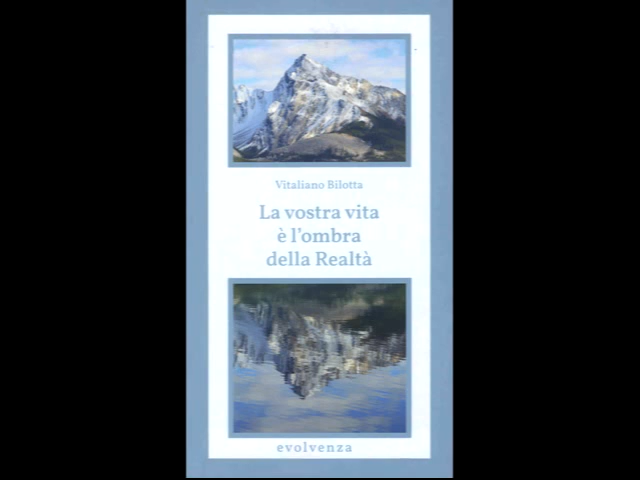 Vitaliano Bilotta
La vostra vita
è l'ombra
della Realtà
evolvenza